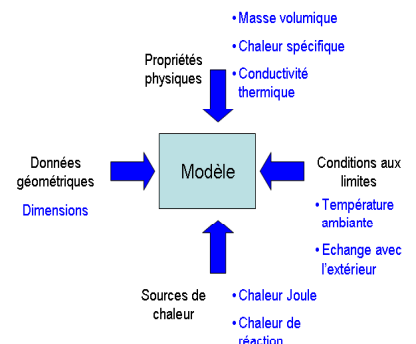 • Masse volumique
• Chaleur spécifique
• Conductivité
thermique
Propriétés
physiques
Données
géométriques
Dimensions
Modèle
Conditions aux
limites
• Température
ambiante
• Echange avec
l'extérieur
Sources de
chaleur
• Chaleur Joule
• Chaleur de
réaction